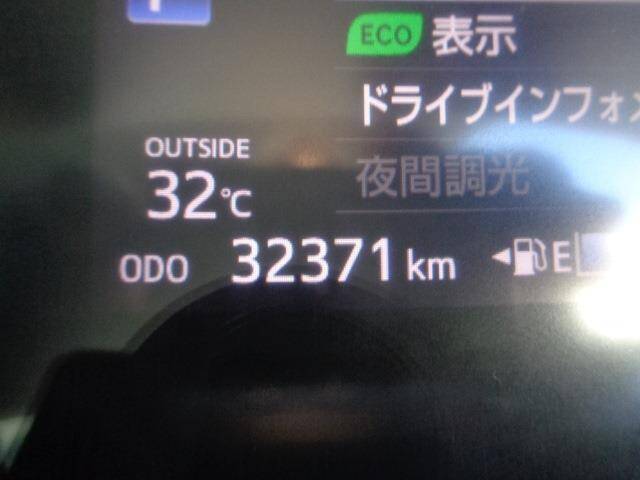 ECO 表示
ドライブインフォ
OUTSIDE
夜間調光
32℃
ODO 32371 km
E